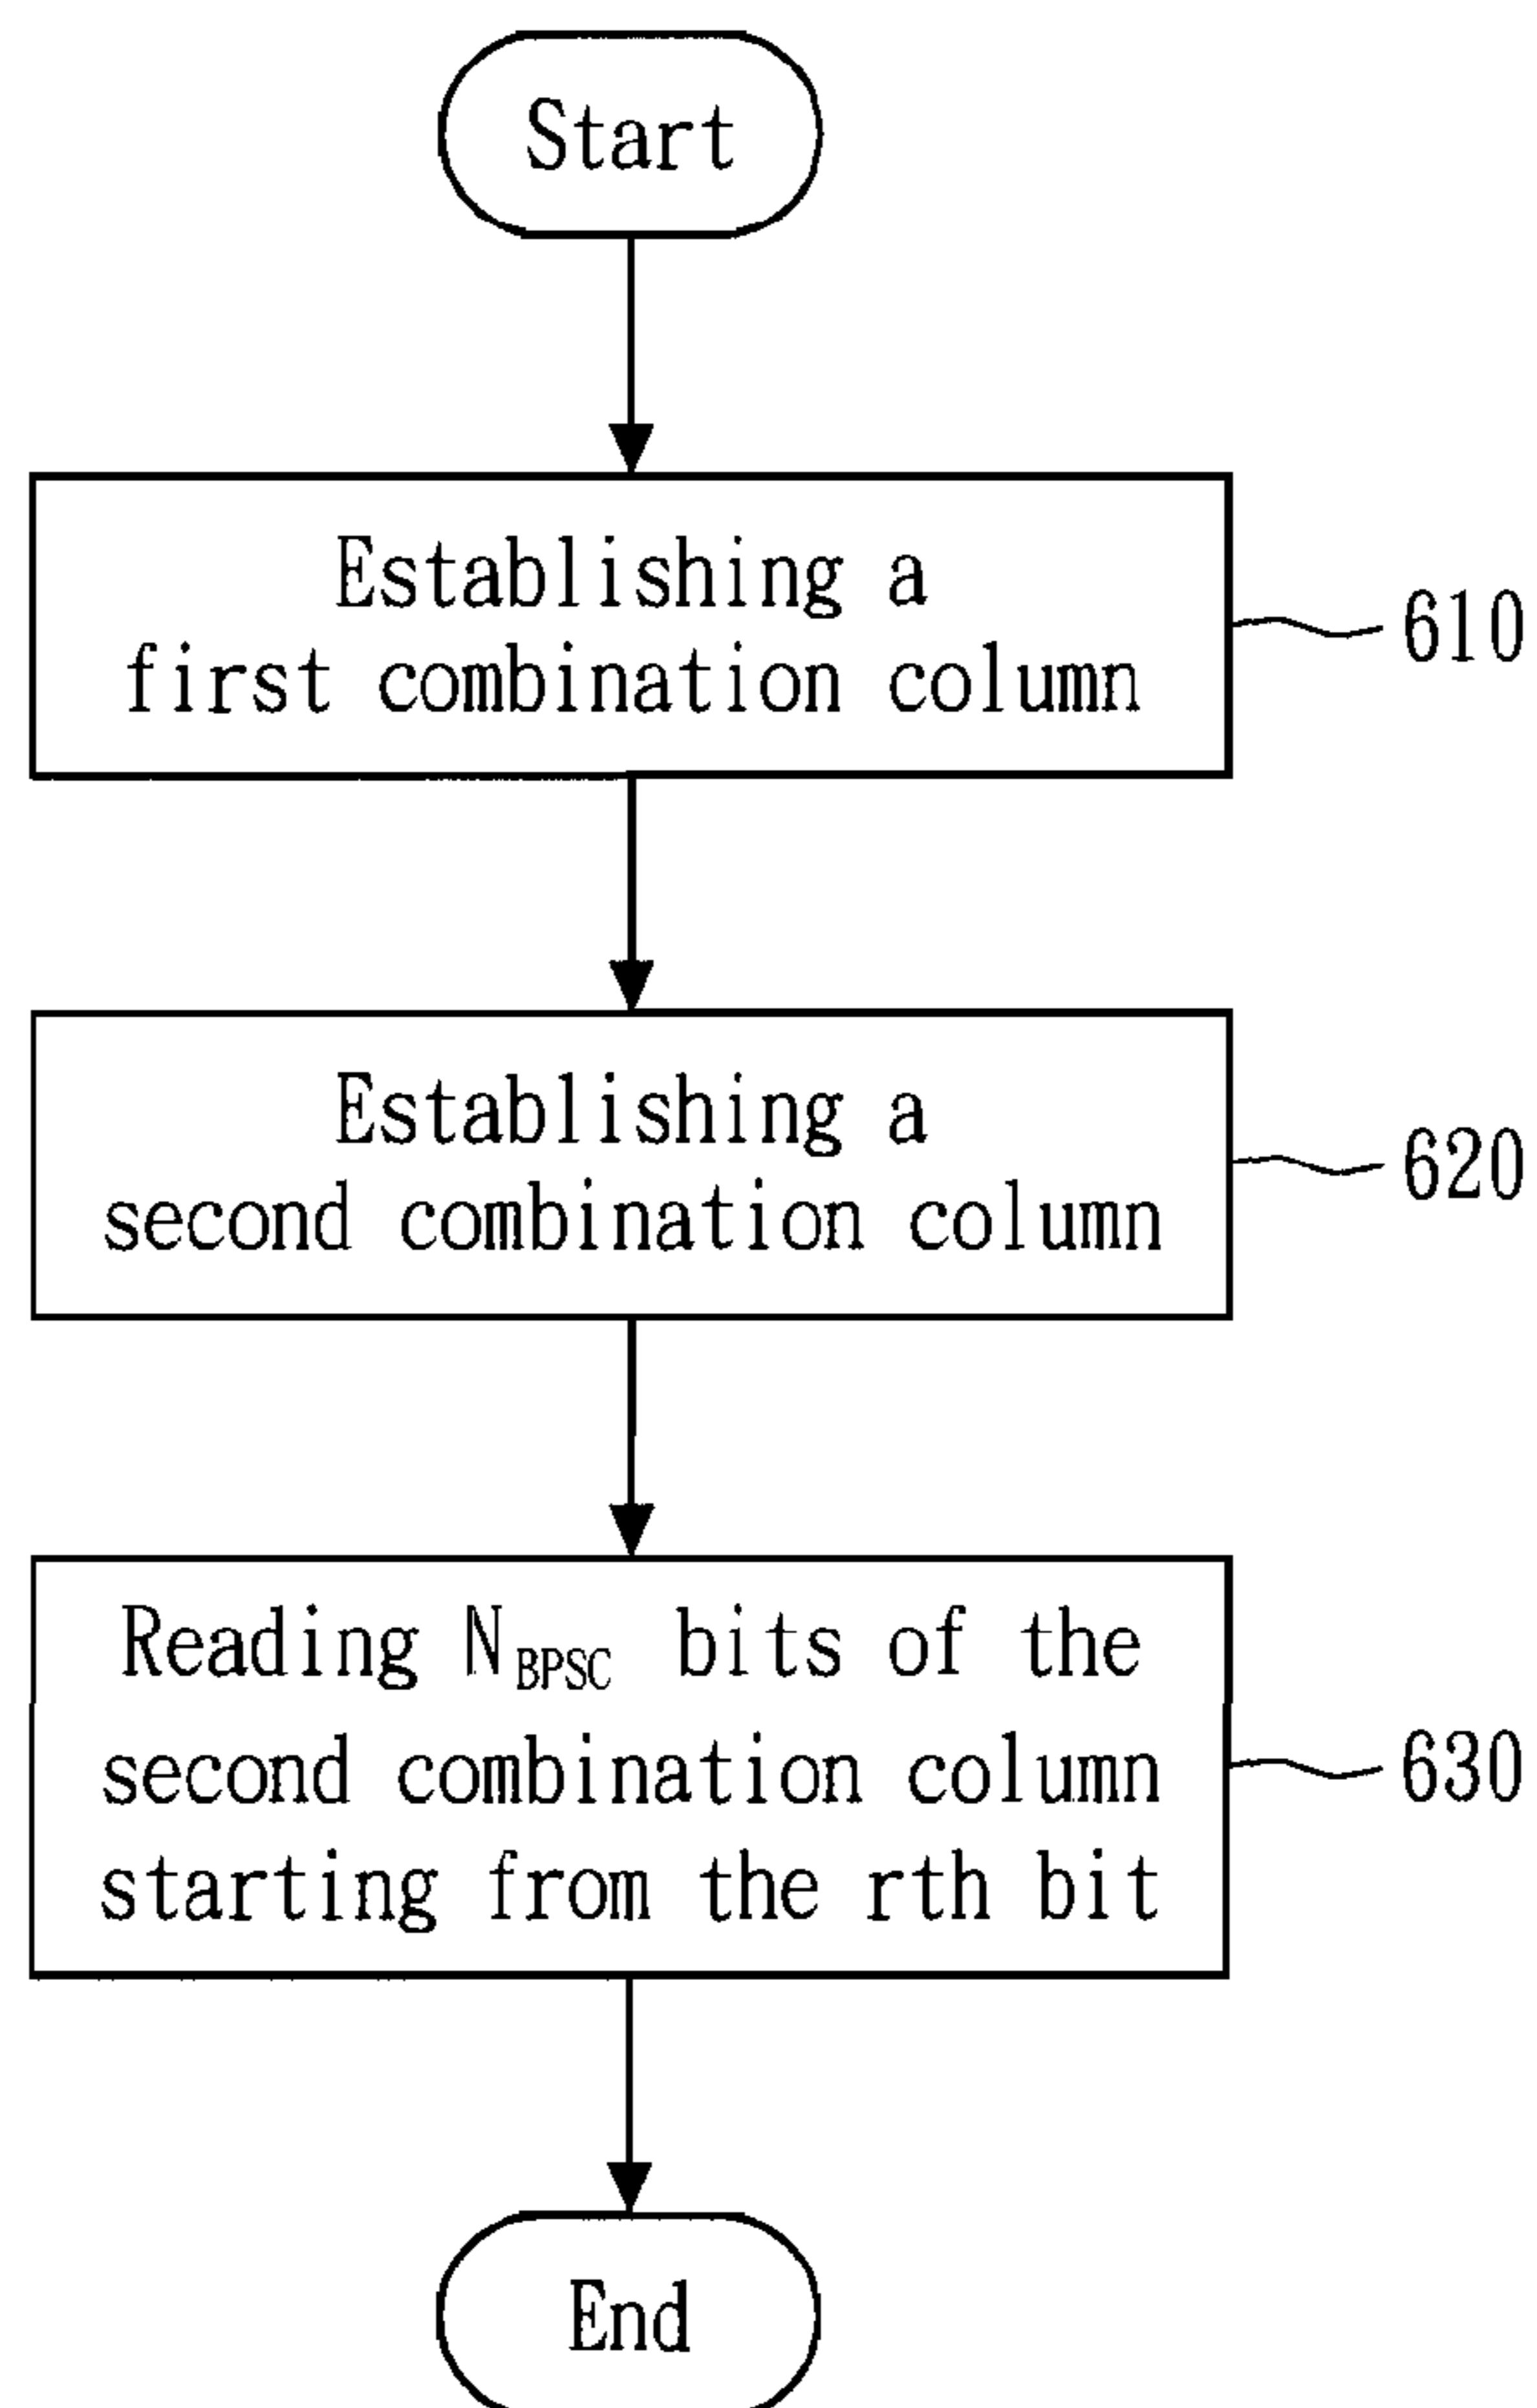 Start
Establishing a
first combination column
610
Establishing a
second combination column
620
Reading N_BPSC bits of the
second combination column
starting from the rth bit
630
End